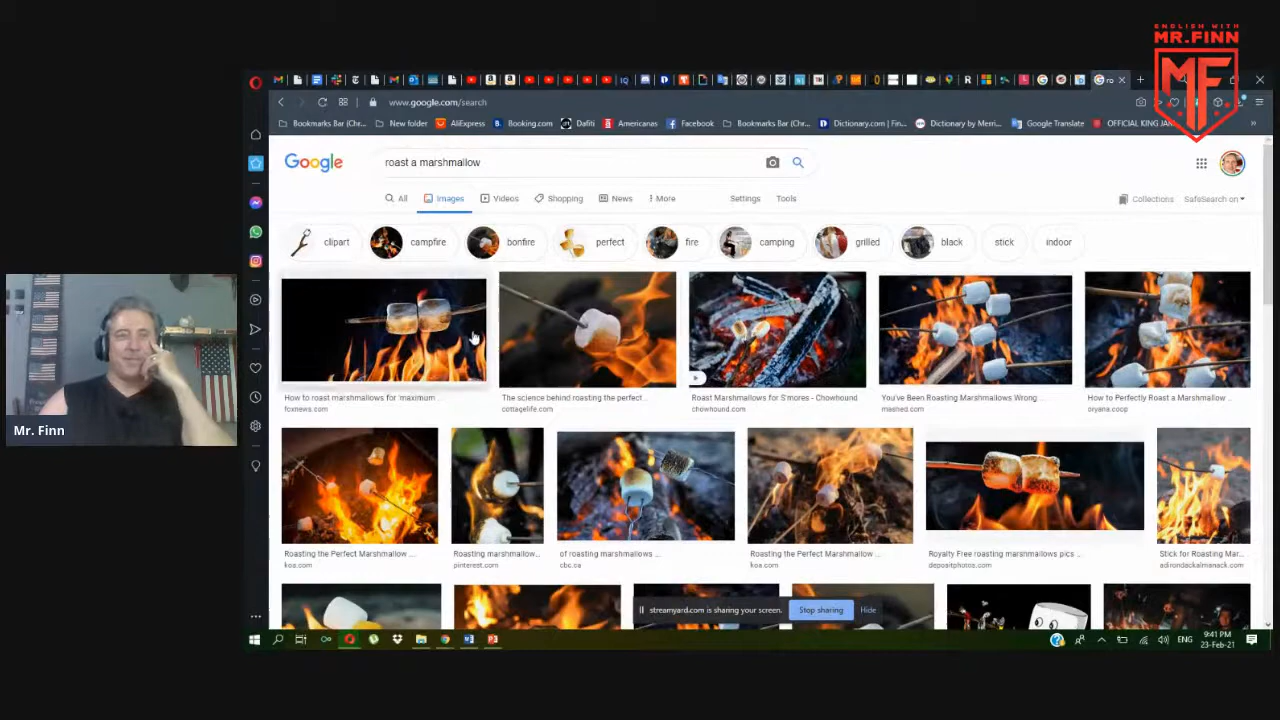 ENGLISH WITH
MR.FINN
MF
www.google.com/search
Bookmarks Bar (Chr...
New folder
AliExpress
Booking.com
Dafiti
Americanas
Facebook
Bookmarks Bar (Chr...
Dictionary.com | Fin...
Dictionary by Merri...
Google Translate
Google
roast a marshmallow
All
Images
Videos
Shopping
News
More
Settings
Tools
Collections
SafeSearch on
clipart
campfire
bonfire
perfect
fire
camping
grilled
black
stick
indoor
How to roast marshmallows for 'maximum ...
foxnews.com
The science behind roasting the perfect ...
cottagelife.com
Roast Marshmallows for S'mores - Chowhound
chowhound.com
You've Been Roasting Marshmallows Wrong ...
mashed.com
How to Perfectly Roast a Marshmallow ...
oryana.coop
Mr. Finn
Roasting the Perfect Marshmallow ...
koa.com
Roasting marshmallow...
pinterest.com
of roasting marshmallows ...
cbc.ca
Roasting the Perfect Marshmallow ...
koa.com
Royalty Free roasting marshmallows pics ...
depositphotos.com
Stick for Roasting Mar...
adirondackalmanack.com
streamyard.com is sharing your screen.
Stop sharing
Hide
ENG
9:41 PM
23-Feb-21